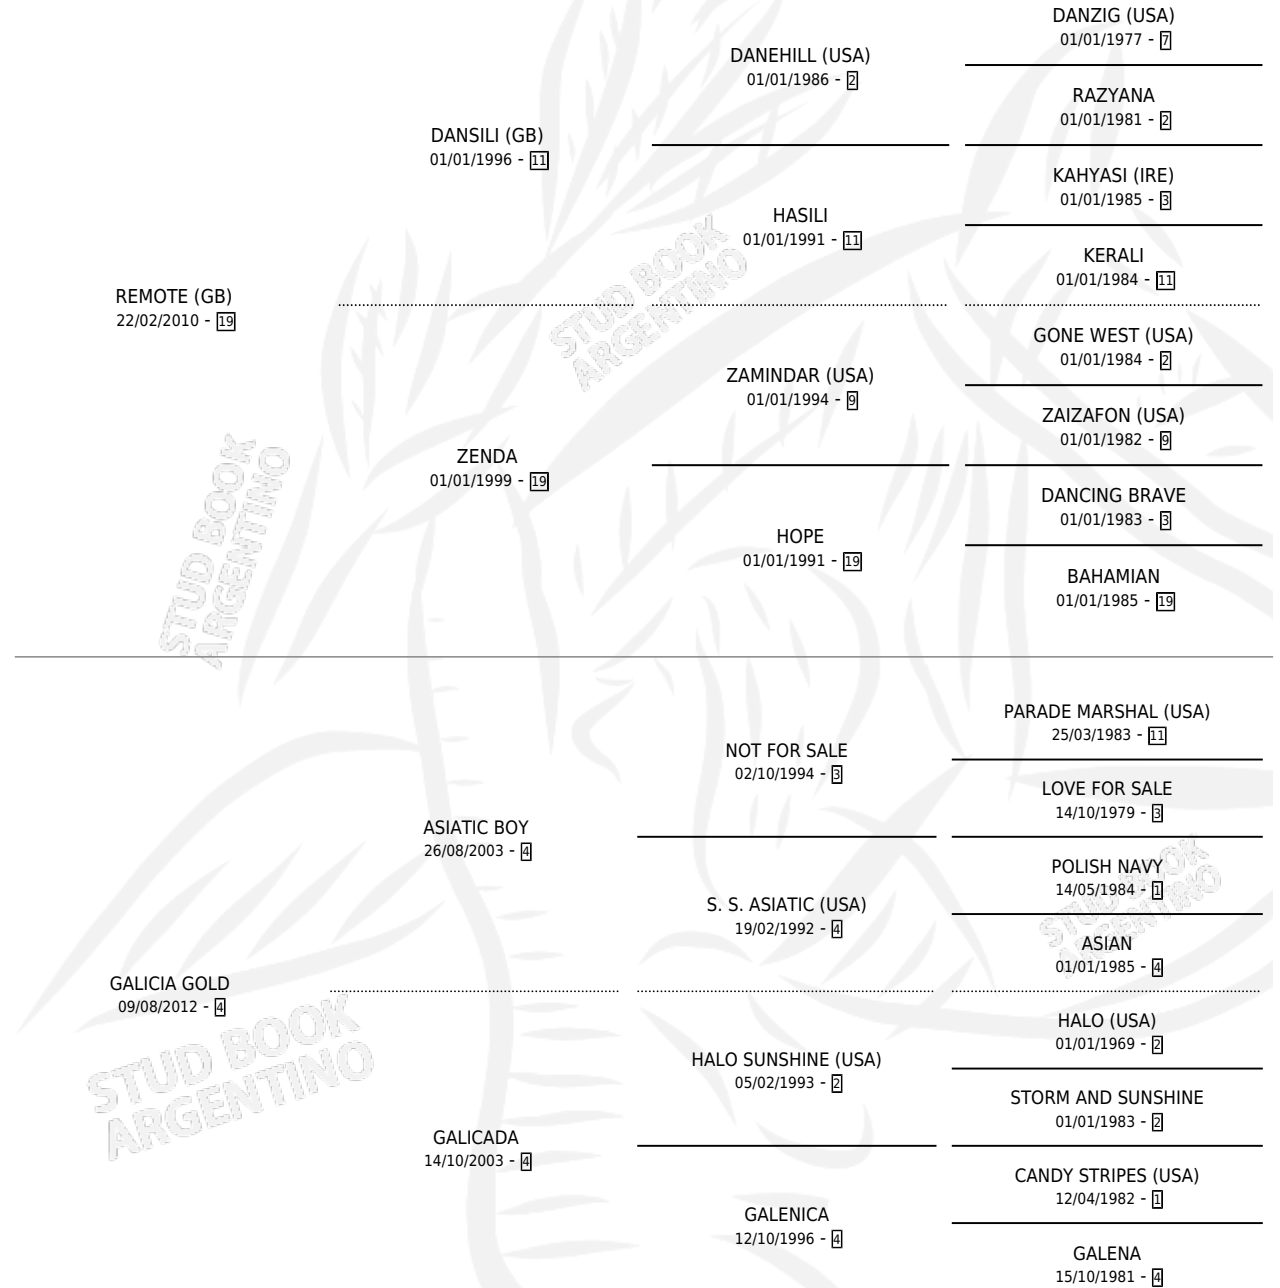 DANZIG (USA)
01/01/1977 - 7
DANEHILL (USA)
01/01/1986 - 2
RAZYANA
01/01/1981 - 2
DANSILI (GB)
01/01/1996 - 11
KAHYASI (IRE)
01/01/1985 - 3
HASILI
01/01/1991 - 11
KERALI
01/01/1984 - 11
REMOTE (GB)
22/02/2010 - 19
STUD BOOK
ARGENTINO
GONE WEST (USA)
01/01/1984 - 2
ZAMINDAR (USA)
01/01/1994 - 9
ZAIZAFON (USA)
01/01/1982 - 9
ZENDA
01/01/1999 - 19
DANCING BRAVE
01/01/1983 - 3
HOPE
01/01/1991 - 19
BAHAMIAN
01/01/1985 - 19
STUD BOOK
ARGENTINO
PARADE MARSHAL (USA)
25/03/1983 - 11
NOT FOR SALE
02/10/1994 - 3
LOVE FOR SALE
14/10/1979 - 3
ASIATIC BOY
26/08/2003 - 4
POLISH NAVY
14/05/1984 - 1
S. S. ASIATIC (USA)
19/02/1992 - 4
ASIAN
01/01/1985 - 4
STUD BOOK
ARGENTINO
GALICIA GOLD
09/08/2012 - 4
HALO (USA)
01/01/1969 - 2
HALO SUNSHINE (USA)
05/02/1993 - 2
STORM AND SUNSHINE
01/01/1983 - 2
STUD BOOK
ARGENTINO
GALICADA
14/10/2003 - 4
CANDY STRIPES (USA)
12/04/1982 - 1
GALENICA
12/10/1996 - 4
GALENA
15/10/1981 - 4